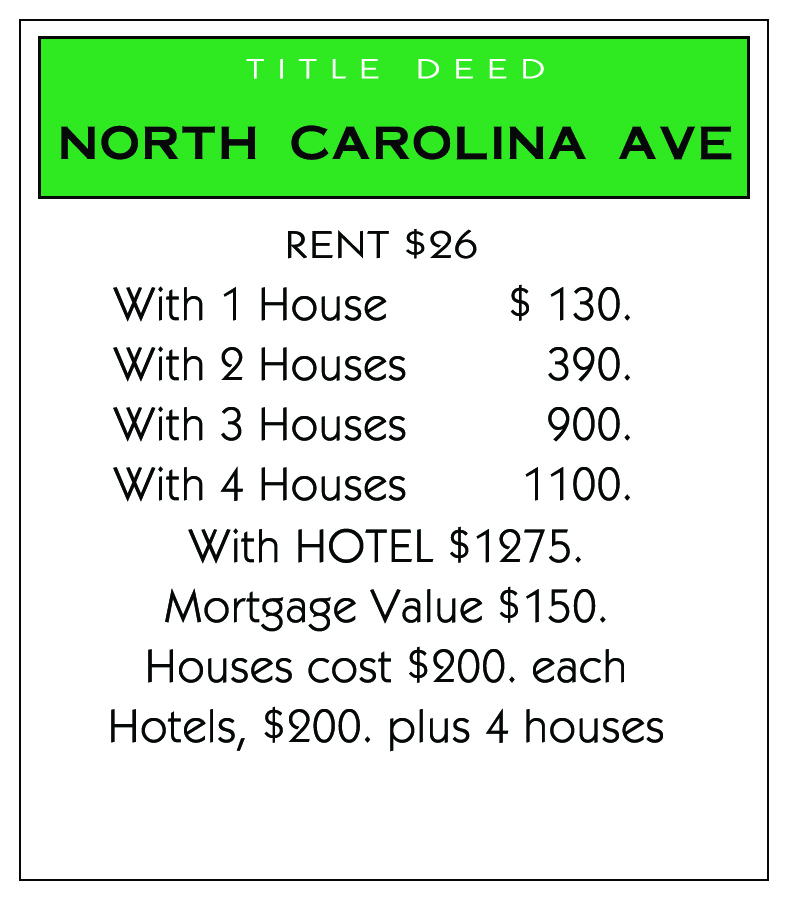 TITLE DEED
NORTH CAROLINA AVE
RENT $26
With 1 House $ 130.
With 2 Houses 390.
With 3 Houses 900.
With 4 Houses 1100.
With HOTEL $1275.
Mortgage Value $150.
Houses cost $200. each
Hotels, $200. plus 4 houses